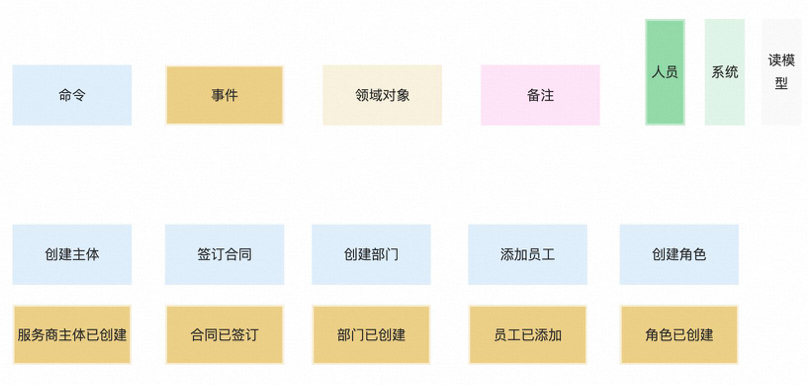 命令
事件
领域对象
备注
人员
系统
读模
型
创建主体
签订合同
创建部门
添加员工
创建角色
服务商主体已创建
合同已签订
部门已创建
员工已添加
角色已创建